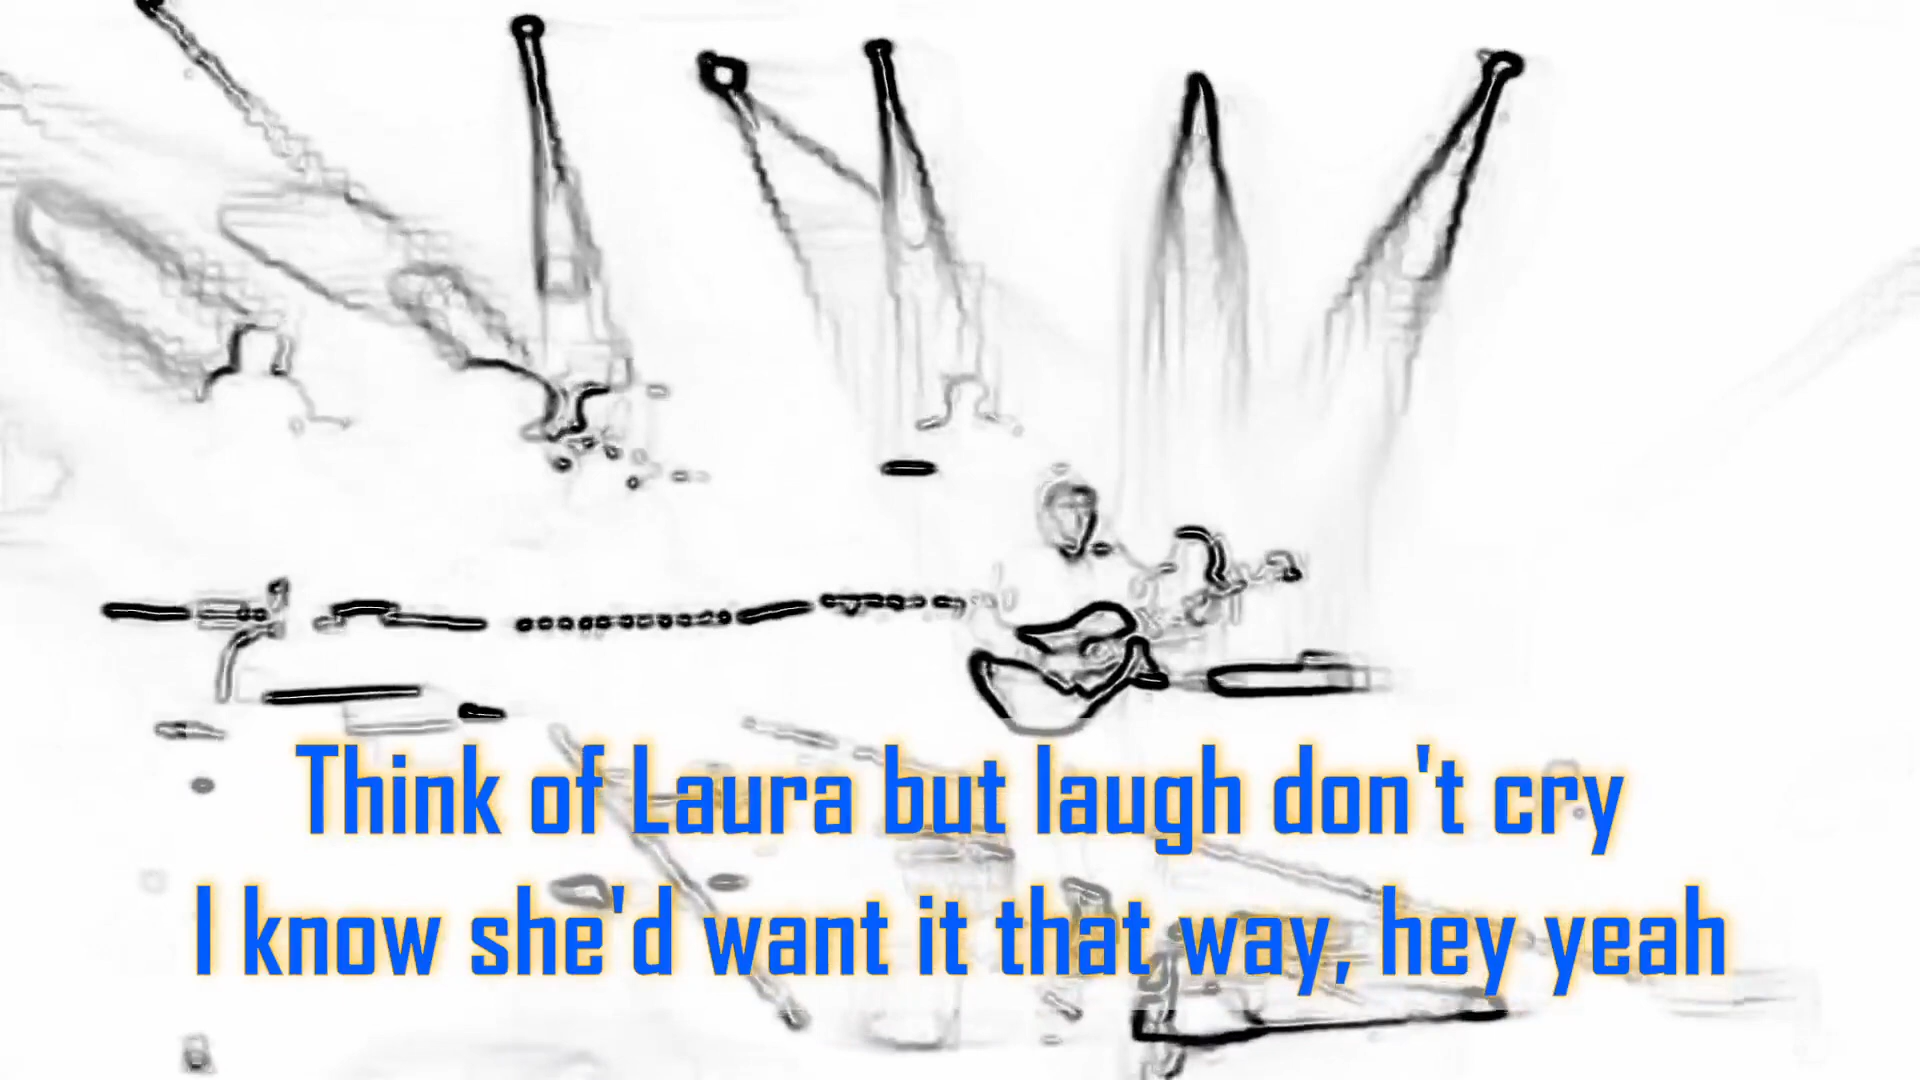 Think of Laura but laugh don't cry
I know she'd want it that way, hey yeah